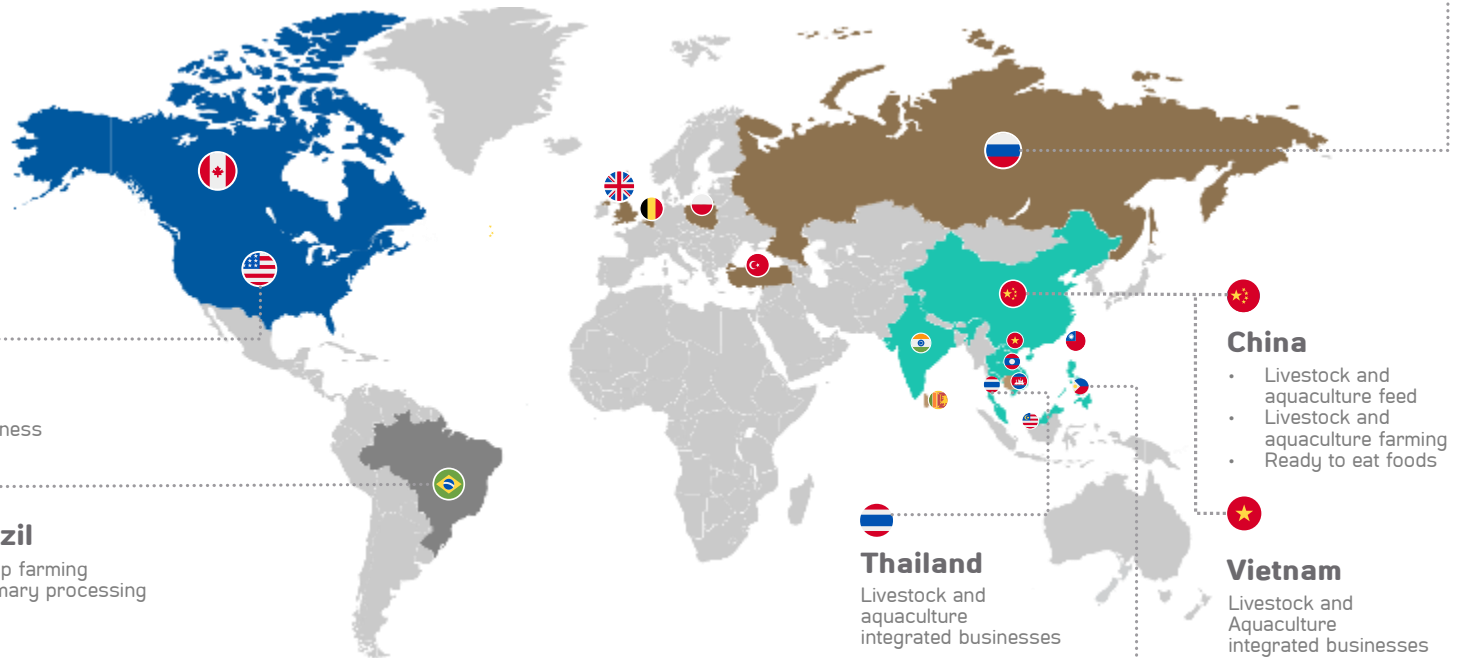 ness
zil
p farming
mary processing
Thailand
Livestock and
aquaculture
integrated businesses
China
• Livestock and
aquaculture feed
• Livestock and
aquaculture farming
• Ready to eat foods
Vietnam
Livestock and
Aquaculture
integrated businesses